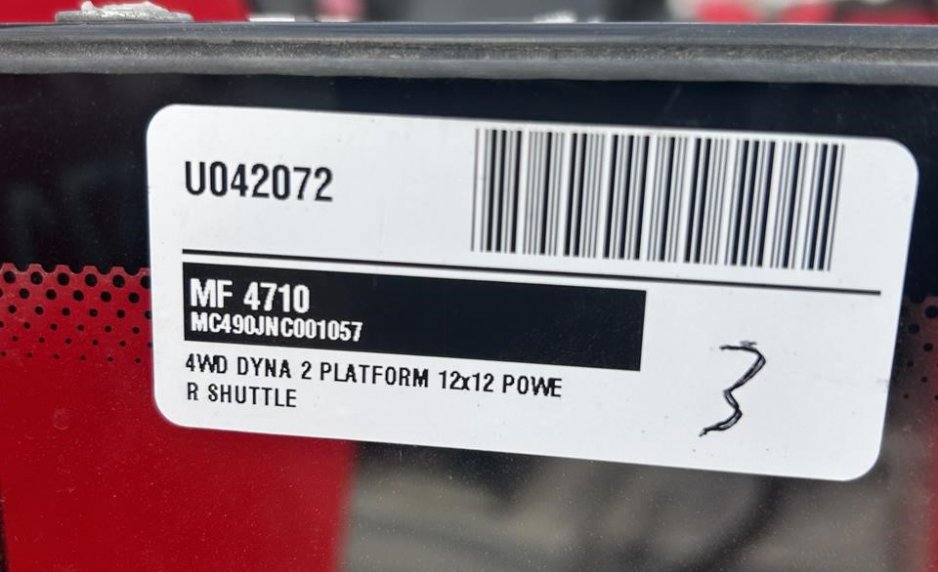 U042072
MF 4710
MC490JNC001057
4WD DYNA 2 PLATFORM 12x12 POWE
R SHUTTLE
3